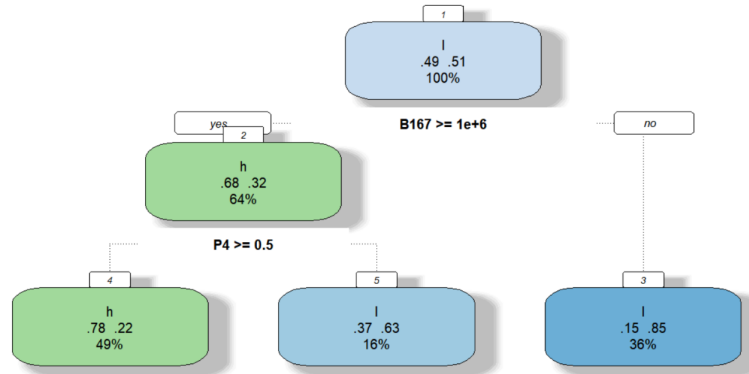 1
l
.49 .51
100%
yes
B167 >= 1e+6
no
2
h
.68 .32
64%
P4 >= 0.5
4
h
.78 .22
49%
5
l
.37 .63
16%
3
l
.15 .85
36%